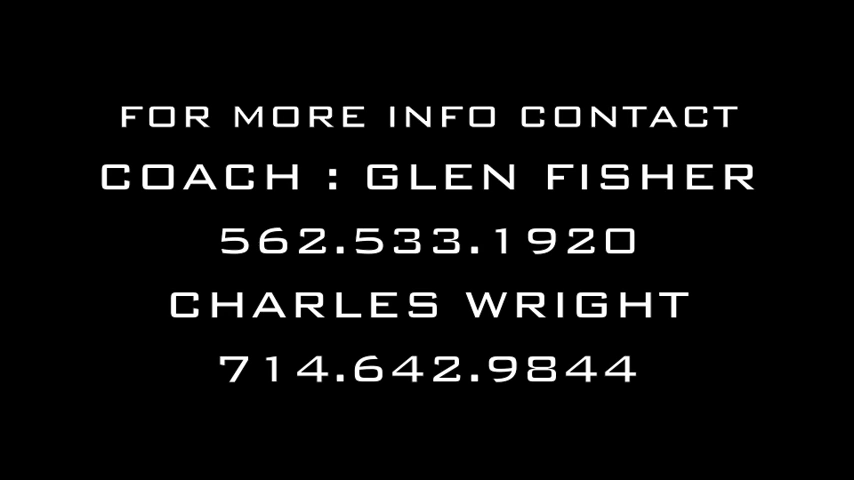 FOR MORE INFO CONTACT
COACH : GLEN FISHER
562.533.1920
CHARLES WRIGHT
714.642.9844